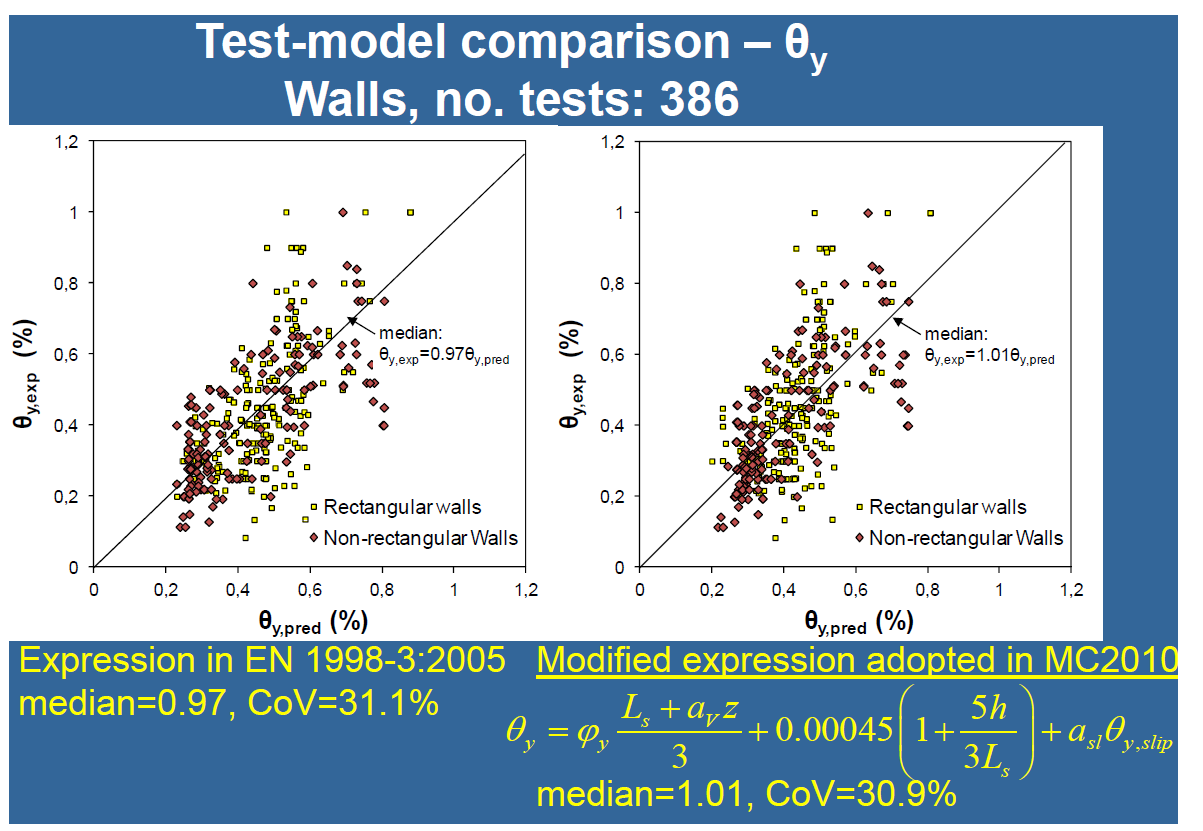 Test-model comparison – θy
Walls, no. tests: 386
1,2
1
0,8
0,6
0,4
0,2
0
0
0,2
0,4
0,6
0,8
1
1,2
θy,exp (%)
θy,pred (%)
median:
θy,exp=0.97θy,pred
Rectangular walls
Non-rectangular Walls
1,2
1
0,8
0,6
0,4
0,2
0
0
0,2
0,4
0,6
0,8
1
1,2
θy,exp (%)
θy,pred (%)
median:
θy,exp=1.01θy,pred
Rectangular walls
Non-rectangular Walls
Expression in EN 1998-3:2005
median=0.97, CoV=31.1%
Modified expression adopted in MC2010
θy = φy (Ls + aV z)/3 + 0.00045(1 + 5h/3Ls) + asl θy,slip
median=1.01, CoV=30.9%